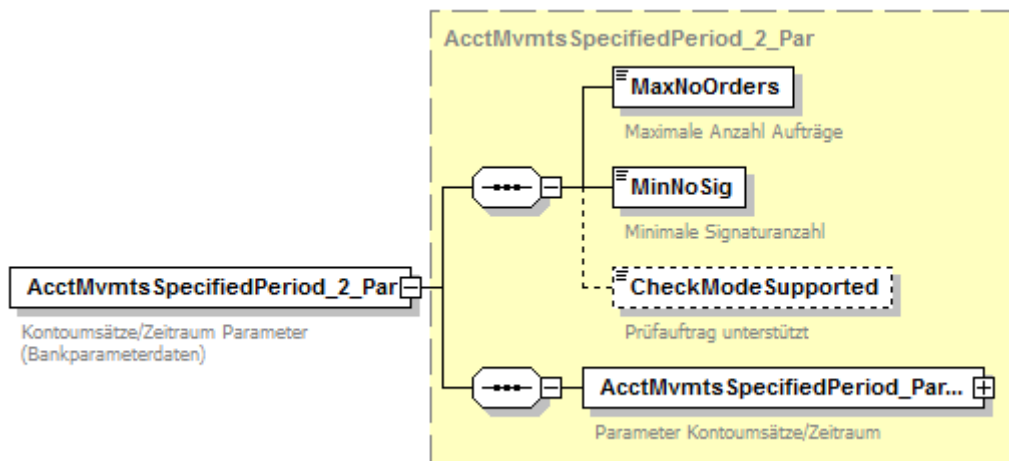 AcctMvmtsSpecifiedPeriod_2_Par
MaxNoOrders
Maximale Anzahl Aufträge
MinNoSig
Minimale Signaturanzahl
CheckModeSupported
Prüfauftrag unterstützt
AcctMvmtsSpecifiedPeriod_2_Par
Kontoumsätze/Zeitraum Parameter
(Bankparameterdaten)
AcctMvmtsSpecifiedPeriod_Par...
Parameter Kontoumsätze/Zeitraum